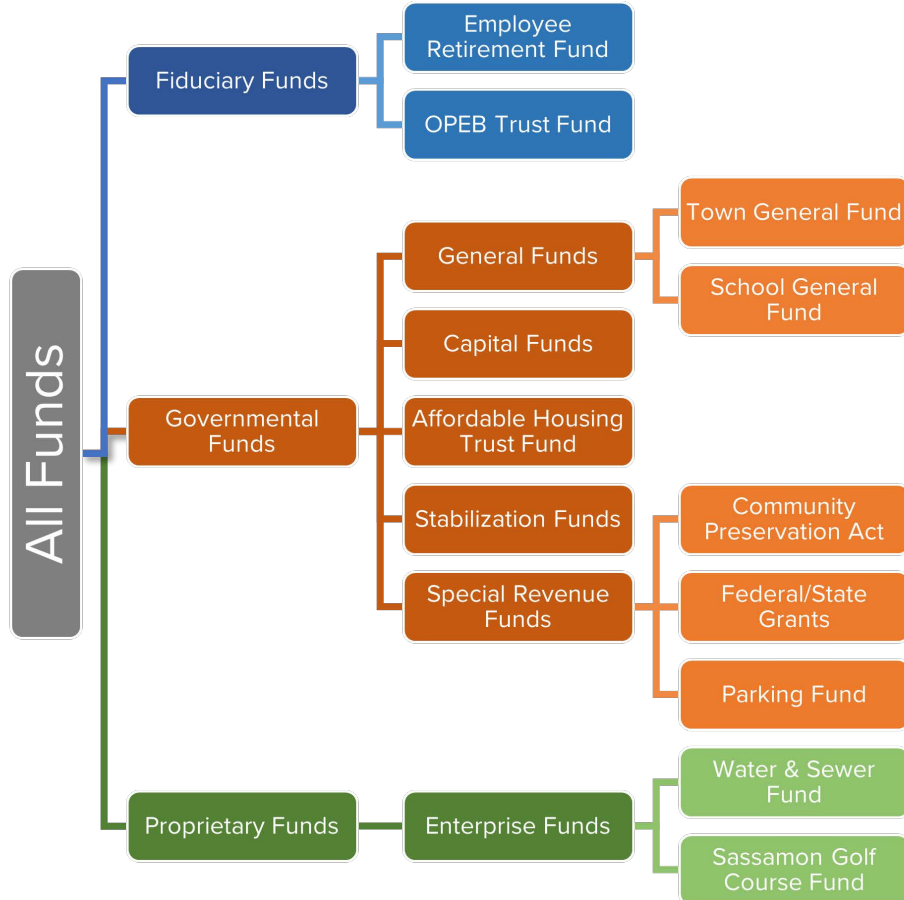 All Funds
Fiduciary Funds
Employee
Retirement Fund
OPEB Trust Fund
Governmental
Funds
General Funds
Town General Fund
School General
Fund
Capital Funds
Affordable Housing
Trust Fund
Stabilization Funds
Special Revenue
Funds
Community
Preservation Act
Federal/State
Grants
Parking Fund
Proprietary Funds
Enterprise Funds
Water & Sewer
Fund
Sassamon Golf
Course Fund